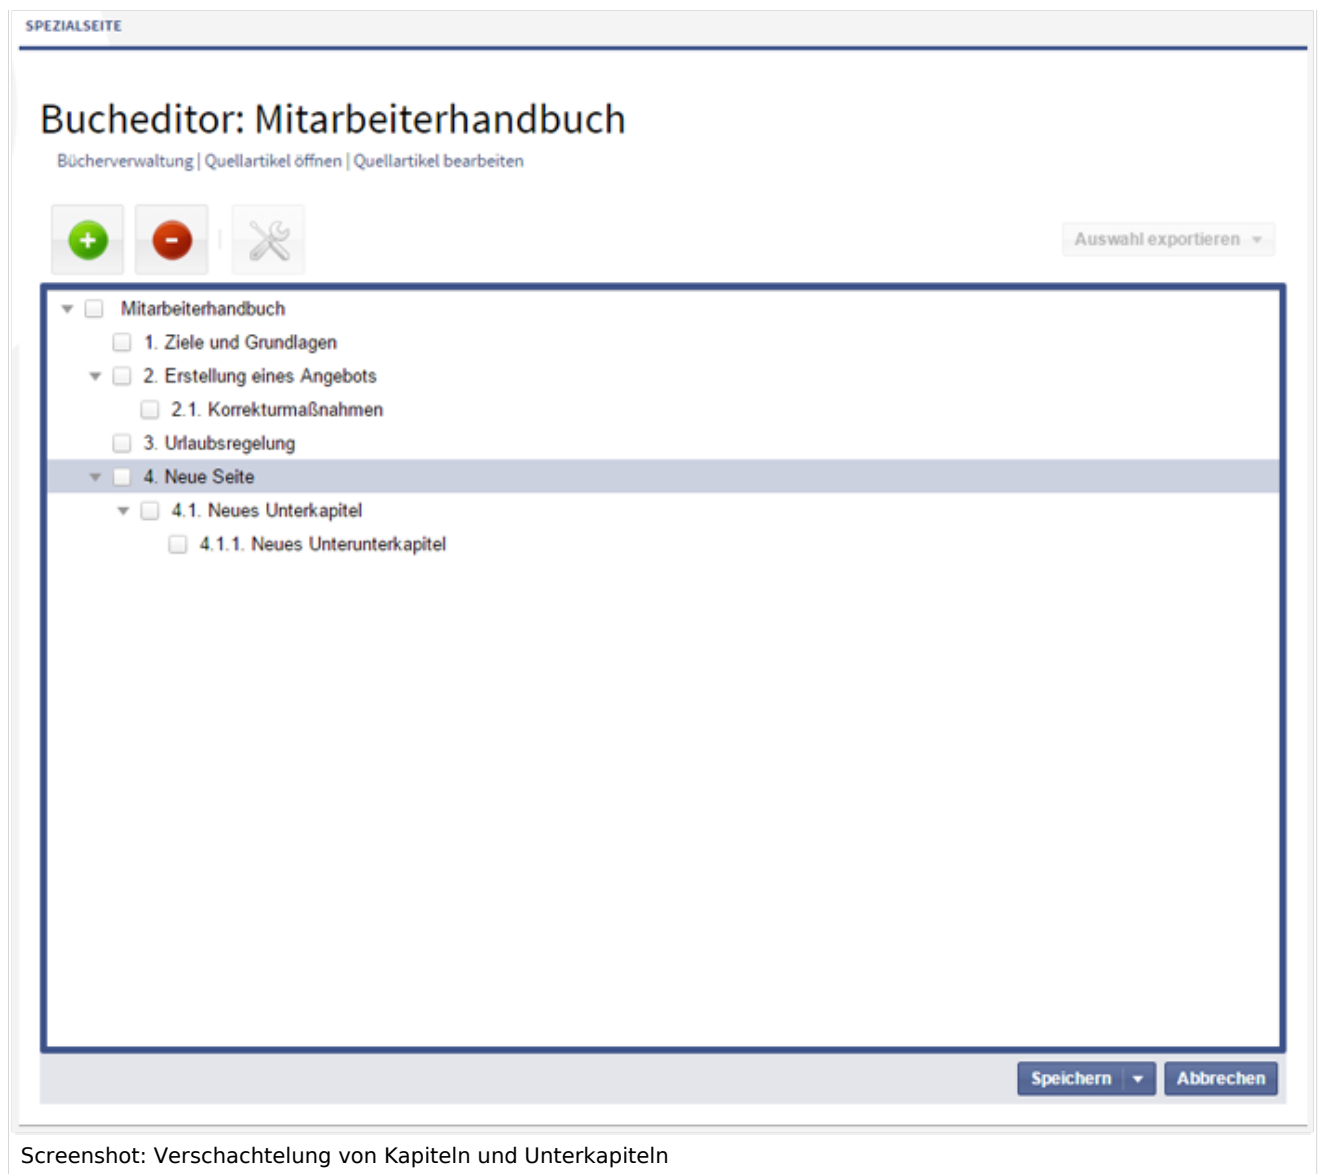 SPEZIALSEITE
Bucheditor: Mitarbeiterhandbuch
Bücherverwaltung | Quellartikel öffnen | Quellartikel bearbeiten
Auswahl exportieren
Mitarbeiterhandbuch
1. Ziele und Grundlagen
2. Erstellung eines Angebots
2.1. Korrekturmaßnahmen
3. Urlaubsregelung
4. Neue Seite
4.1. Neues Unterkapitel
4.1.1. Neues Unterunterkapitel
Speichern Abbrechen
Screenshot: Verschachtelung von Kapiteln und Unterkapiteln